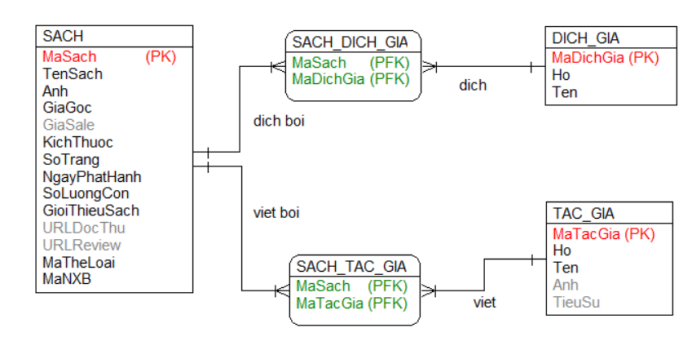 SACH
MaSach (PK)
TenSach
Anh
GiaGoc
GiaSale
KichThuoc
SoTrang
NgayPhatHanh
SoLuongCon
GioiThieuSach
URLDocThu
URLReview
MaTheLoai
MaNXB
SACH_DICH_GIA
MaSach (PFK)
MaDichGia (PFK)
dich boi
dich
DICH_GIA
MaDichGia (PK)
Ho
Ten
viet boi
SACH_TAC_GIA
MaSach (PFK)
MaTacGia (PFK)
viet
TAC_GIA
MaTacGia (PK)
Ho
Ten
Anh
TieuSu